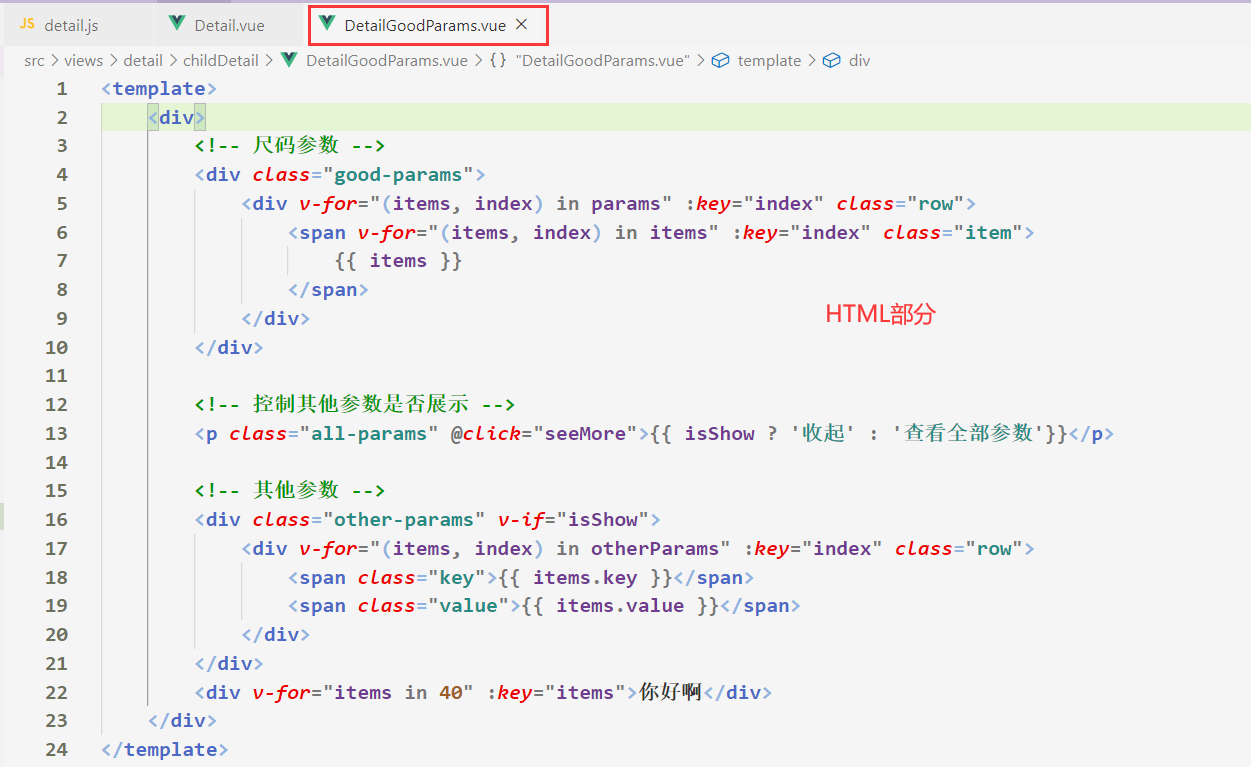 JS detail.js Detail.vue DetailGoodParams.vue ×
src > views > detail > childDetail > DetailGoodParams.vue > {} "DetailGoodParams.vue" > template > div
1 <template>
2 <div>
3 <!-- 尺码参数 -->
4 <div class="good-params">
5 <div v-for="(items, index) in params" :key="index" class="row">
6 <span v-for="(items, index) in items" :key="index" class="item">
7 {{ items }}
8 </span>
HTML部分
9 </div>
10 </div>
11
12 <!-- 控制其他参数是否展示 -->
13 <p class="all-params" @click="seeMore">{{ isShow ? '收起' : '查看全部参数'}}</p>
14
15 <!-- 其他参数 -->
16 <div class="other-params" v-if="isShow">
17 <div v-for="(items, index) in otherParams" :key="index" class="row">
18 <span class="key">{{ items.key }}</span>
19 <span class="value">{{ items.value }}</span>
20 </div>
21 </div>
22 <div v-for="items in 40" :key="items">你好啊</div>
23 </div>
24 </template>